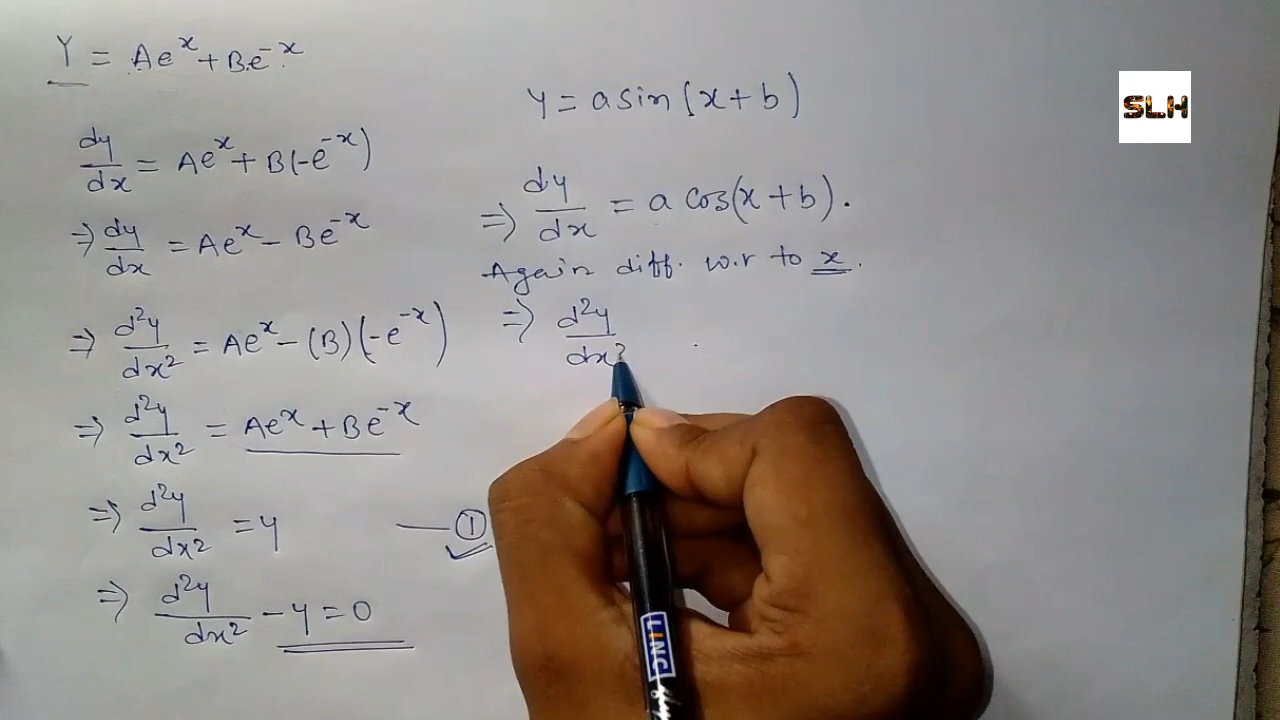 Y = Ae^x + Be^-x
dy/dx = Ae^x + B(-e^-x)
⇒ dy/dx = Ae^x - Be^-x
⇒ d²y/dx² = Ae^x - (B)(-e^-x)
⇒ d²y/dx² = Ae^x + Be^-x
⇒ d²y/dx² = y —①
⇒ d²y/dx² - y = 0
y = a sin(x+b)
⇒ dy/dx = a cos(x+b).
Again diff. w.r to x.
⇒ d²y/dx²
SLH
LINC